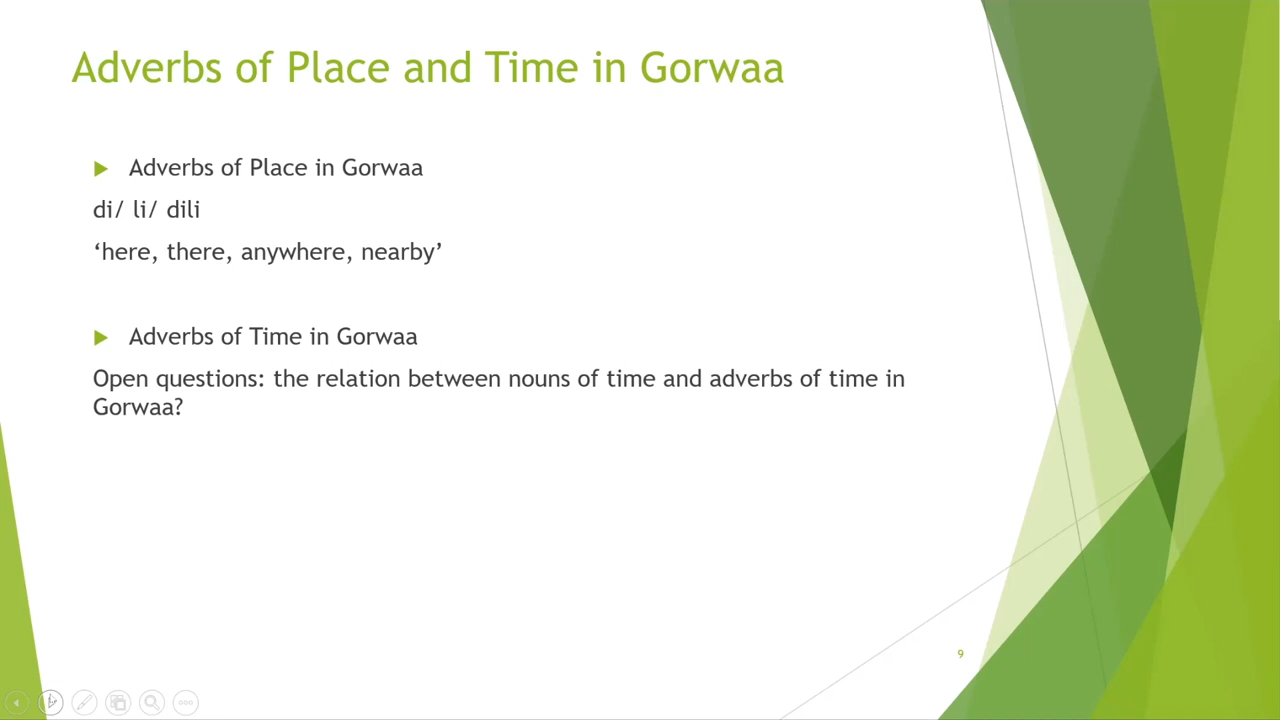 Adverbs of Place and Time in Gorwaa
Adverbs of Place in Gorwaa
di/ li/ dili
‘here, there, anywhere, nearby’
Adverbs of Time in Gorwaa
Open questions: the relation between nouns of time and adverbs of time in
Gorwaa?
9